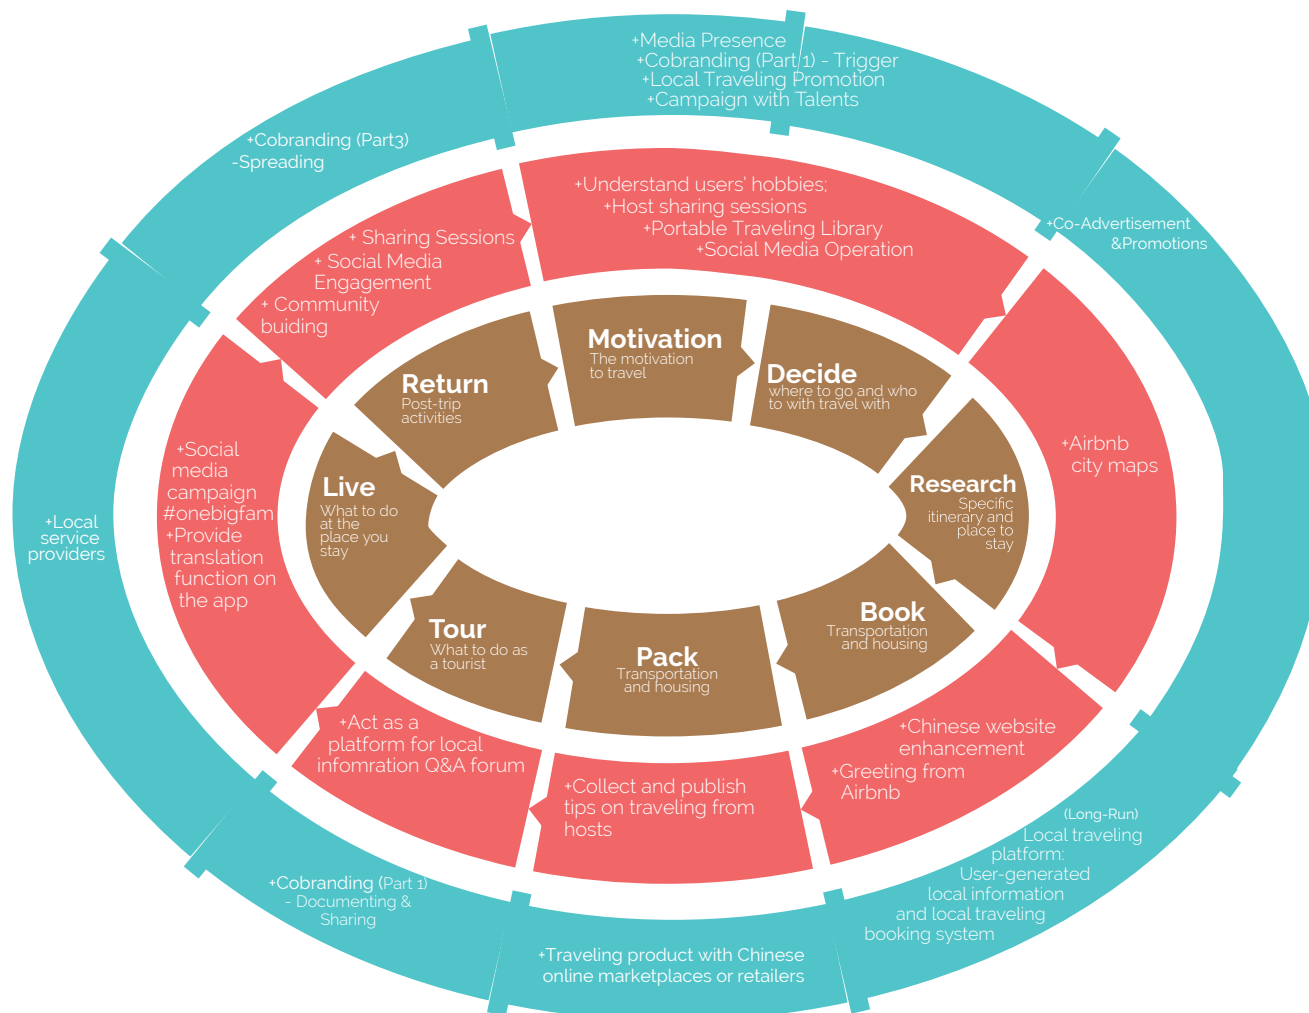 +Media Presence
+Cobranding (Part 1) - Trigger
+Local Traveling Promotion
+Campaign with Talents
+Cobranding (Part3)
-Spreading
+Co-Advertisement
&Promotions
+Understand users' hobbies;
+Host sharing sessions
+Portable Traveling Library
+Social Media Operation
+ Sharing Sessions
+ Social Media
Engagement
+ Community
buiding
Motivation
The motivation
to travel
Decide
where to go and who
to with travel with
Return
Post-trip
activities
+Airbnb
city maps
Research
Specific
itinerary and
place to
stay
Live
What to do
at the
place you
stay
+Social
media
campaign
#onebigfam
+Provide
translation
function on
the app
+Local
service
providers
Book
Transportation
and housing
Tour
What to do as
a tourist
Pack
Transportation
and housing
+Act as a
platform for local
infomration Q&A forum
+Chinese website
enhancement
+Greeting from
Airbnb
+Collect and publish
tips on traveling from
hosts
(Long-Run)
Local traveling
platform:
User-generated
local information
and local traveling
booking system
+Cobranding (Part 1)
- Documenting &
Sharing
+Traveling product with Chinese
online marketplaces or retailers